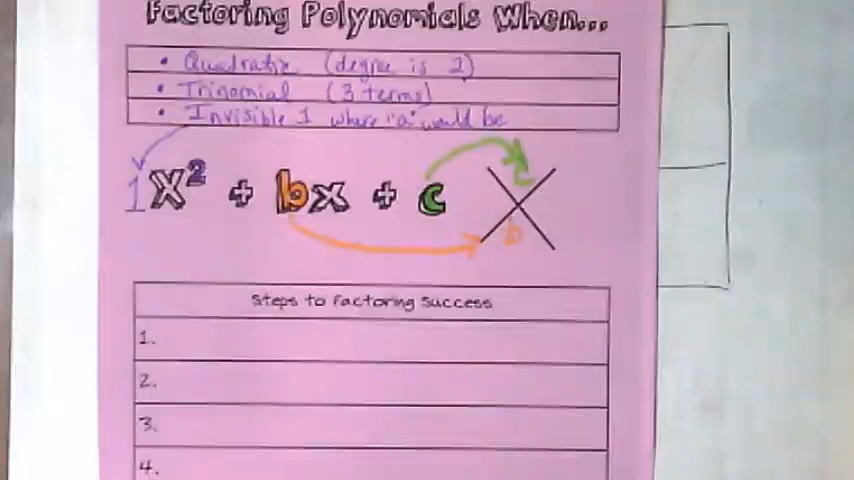 Factoring Polynomials When...
• Quadratic (degree is 2)
• Trinomial (3 terms)
• Invisible 1 where "a" would be
1x² + bx + c
c
b
Steps to Factoring Success
1.
2.
3.
4.